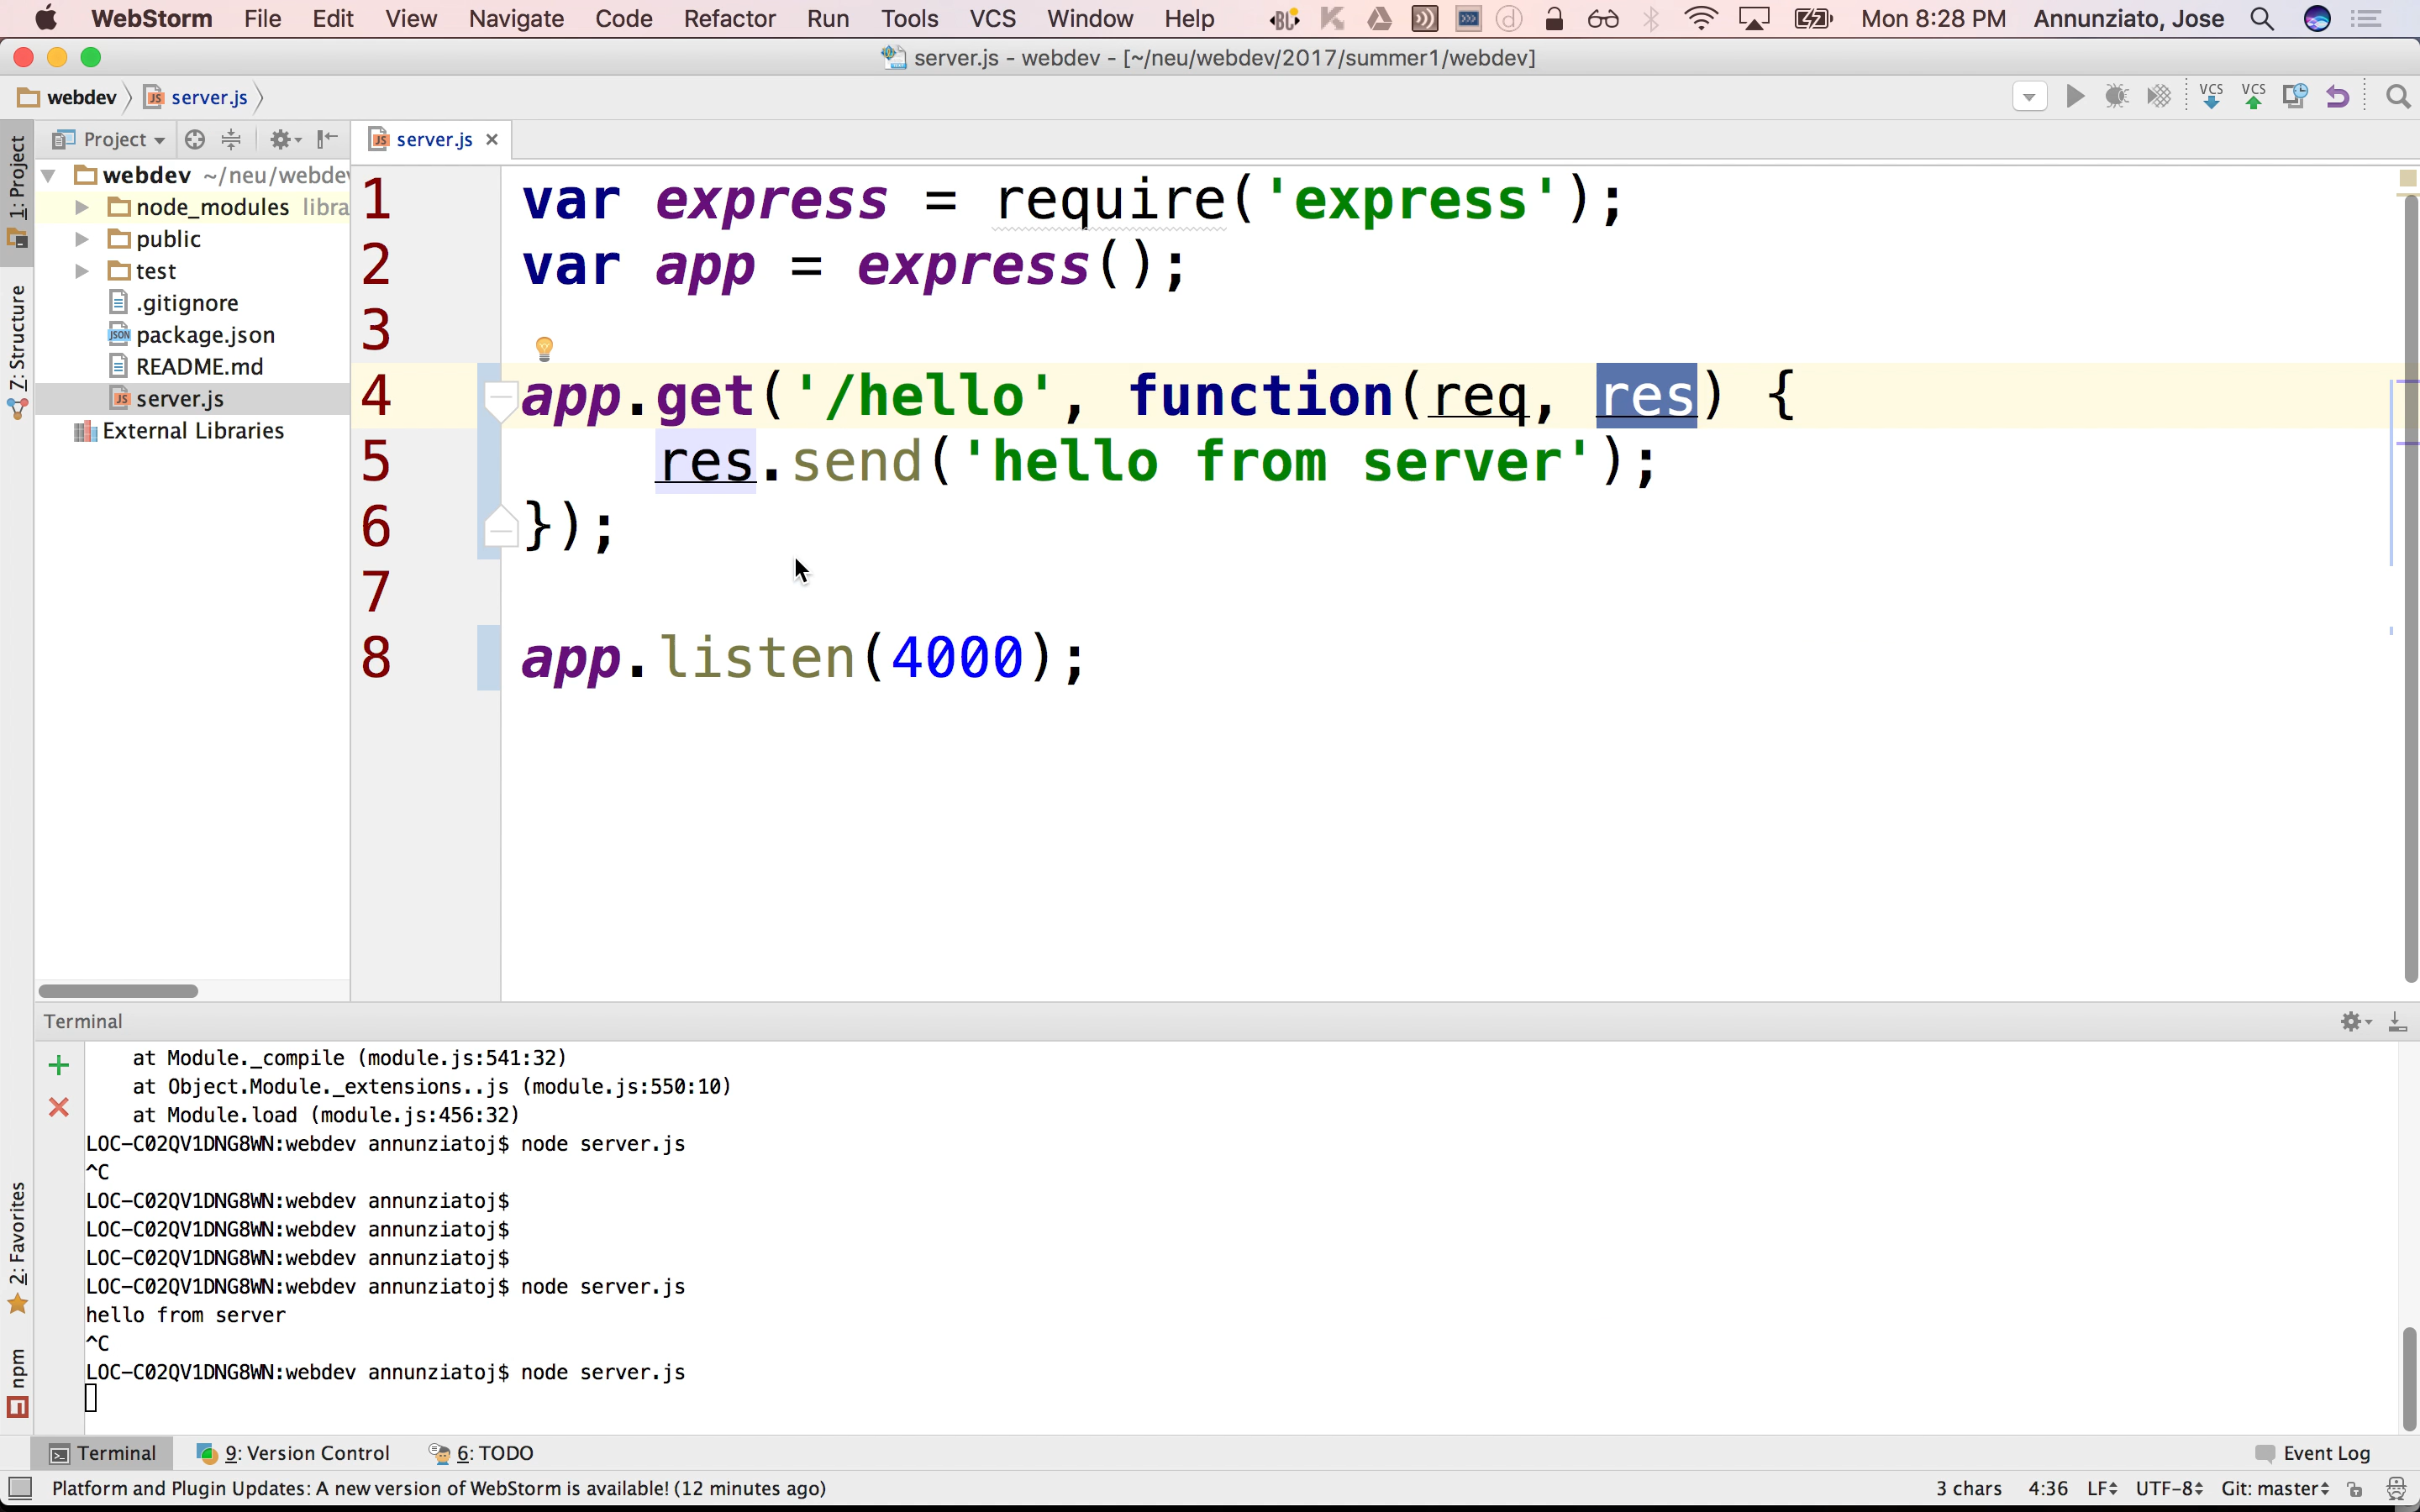 WebStorm File Edit View Navigate Code Refactor Run Tools VCS Window Help Mon 8:28 PM Annunziato, Jose
server.js - webdev - [~/neu/webdev/2017/summer1/webdev]
webdev server.js VCS VCS
1: Project
7: Structure
2: Favorites
npm
Project
webdev ~/neu/webdev
node_modules libra
public
test
.gitignore
package.json
README.md
server.js
External Libraries
server.js
1 var express = require('express');
2 var app = express();
3
4 app.get('/hello', function(req, res) {
5 res.send('hello from server');
6 });
7
8 app.listen(4000);
Terminal
at Module._compile (module.js:541:32)
at Object.Module._extensions..js (module.js:550:10)
at Module.load (module.js:456:32)
LOC-C02QV1DNG8WN:webdev annunziatoj$ node server.js
^C
LOC-C02QV1DNG8WN:webdev annunziatoj$
LOC-C02QV1DNG8WN:webdev annunziatoj$
LOC-C02QV1DNG8WN:webdev annunziatoj$
LOC-C02QV1DNG8WN:webdev annunziatoj$ node server.js
hello from server
^C
LOC-C02QV1DNG8WN:webdev annunziatoj$ node server.js
Terminal 9: Version Control 6: TODO Event Log
Platform and Plugin Updates: A new version of WebStorm is available! (12 minutes ago) 3 chars 4:36 LF UTF-8 Git: master